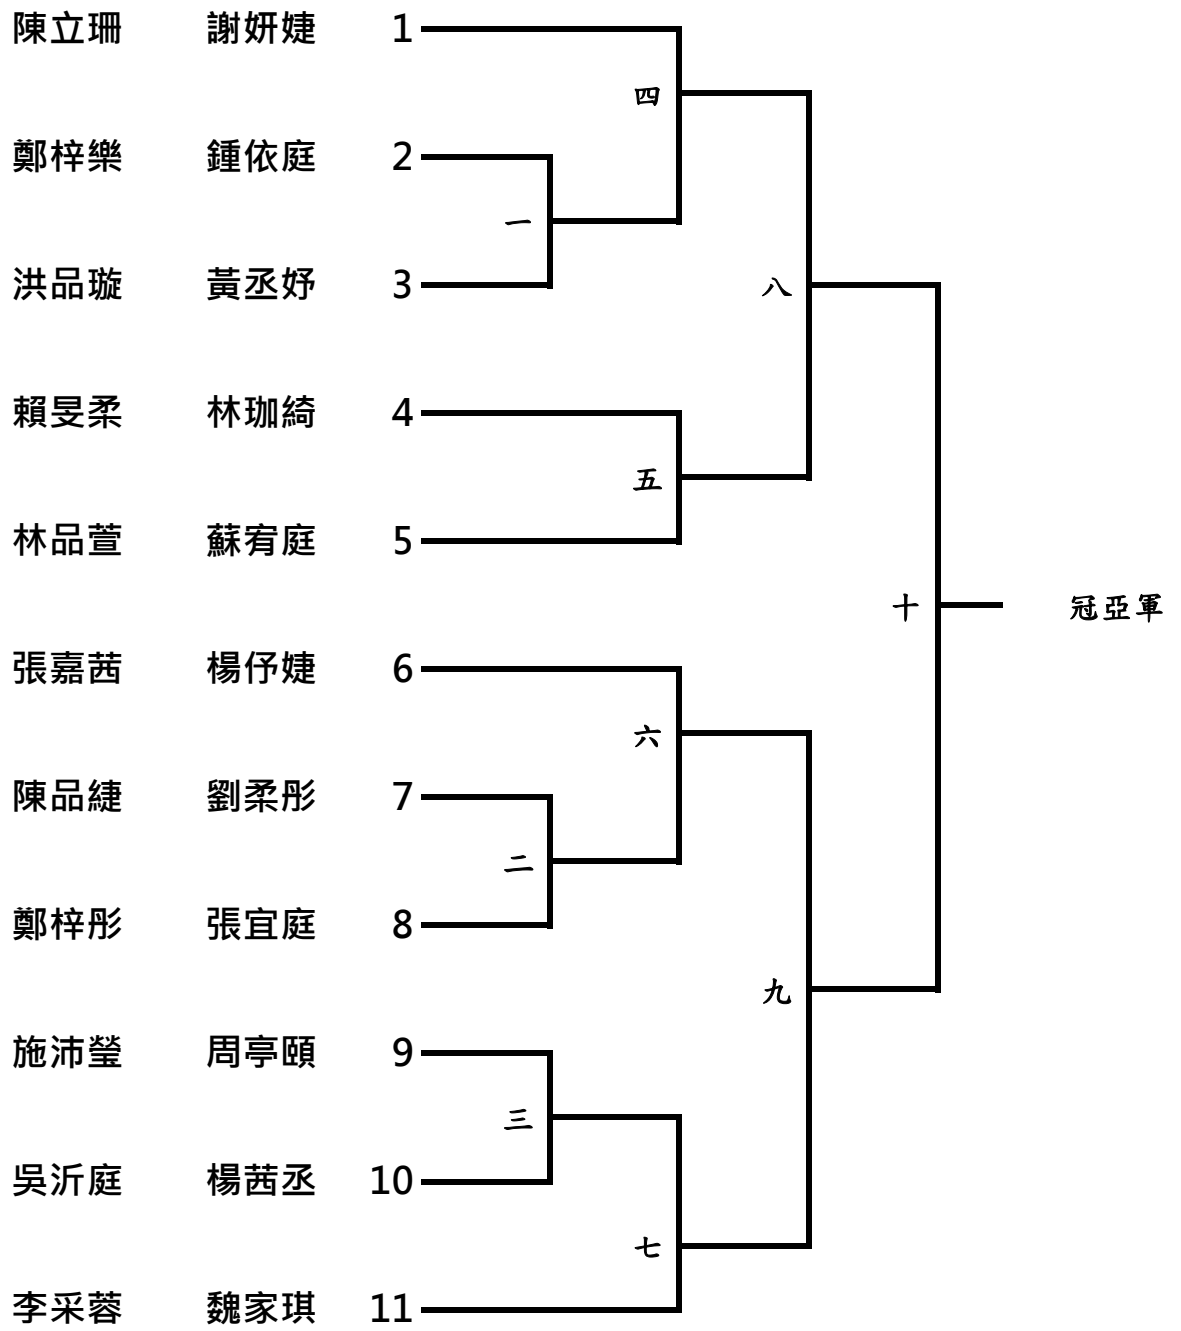 陳立珊 謝妍婕 1
四
鄭梓樂 鍾依庭 2
一
洪品璇 黃丞妤 3
八
賴旻柔 林珈綺 4
五
林品萱 蘇宥庭 5
十 冠亞軍
張嘉茜 楊伃婕 6
六
陳品緁 劉柔彤 7
二
鄭梓彤 張宜庭 8
九
施沛瑩 周亭頤 9
三
吳沂庭 楊茜丞 10
七
李采蓉 魏家琪 11